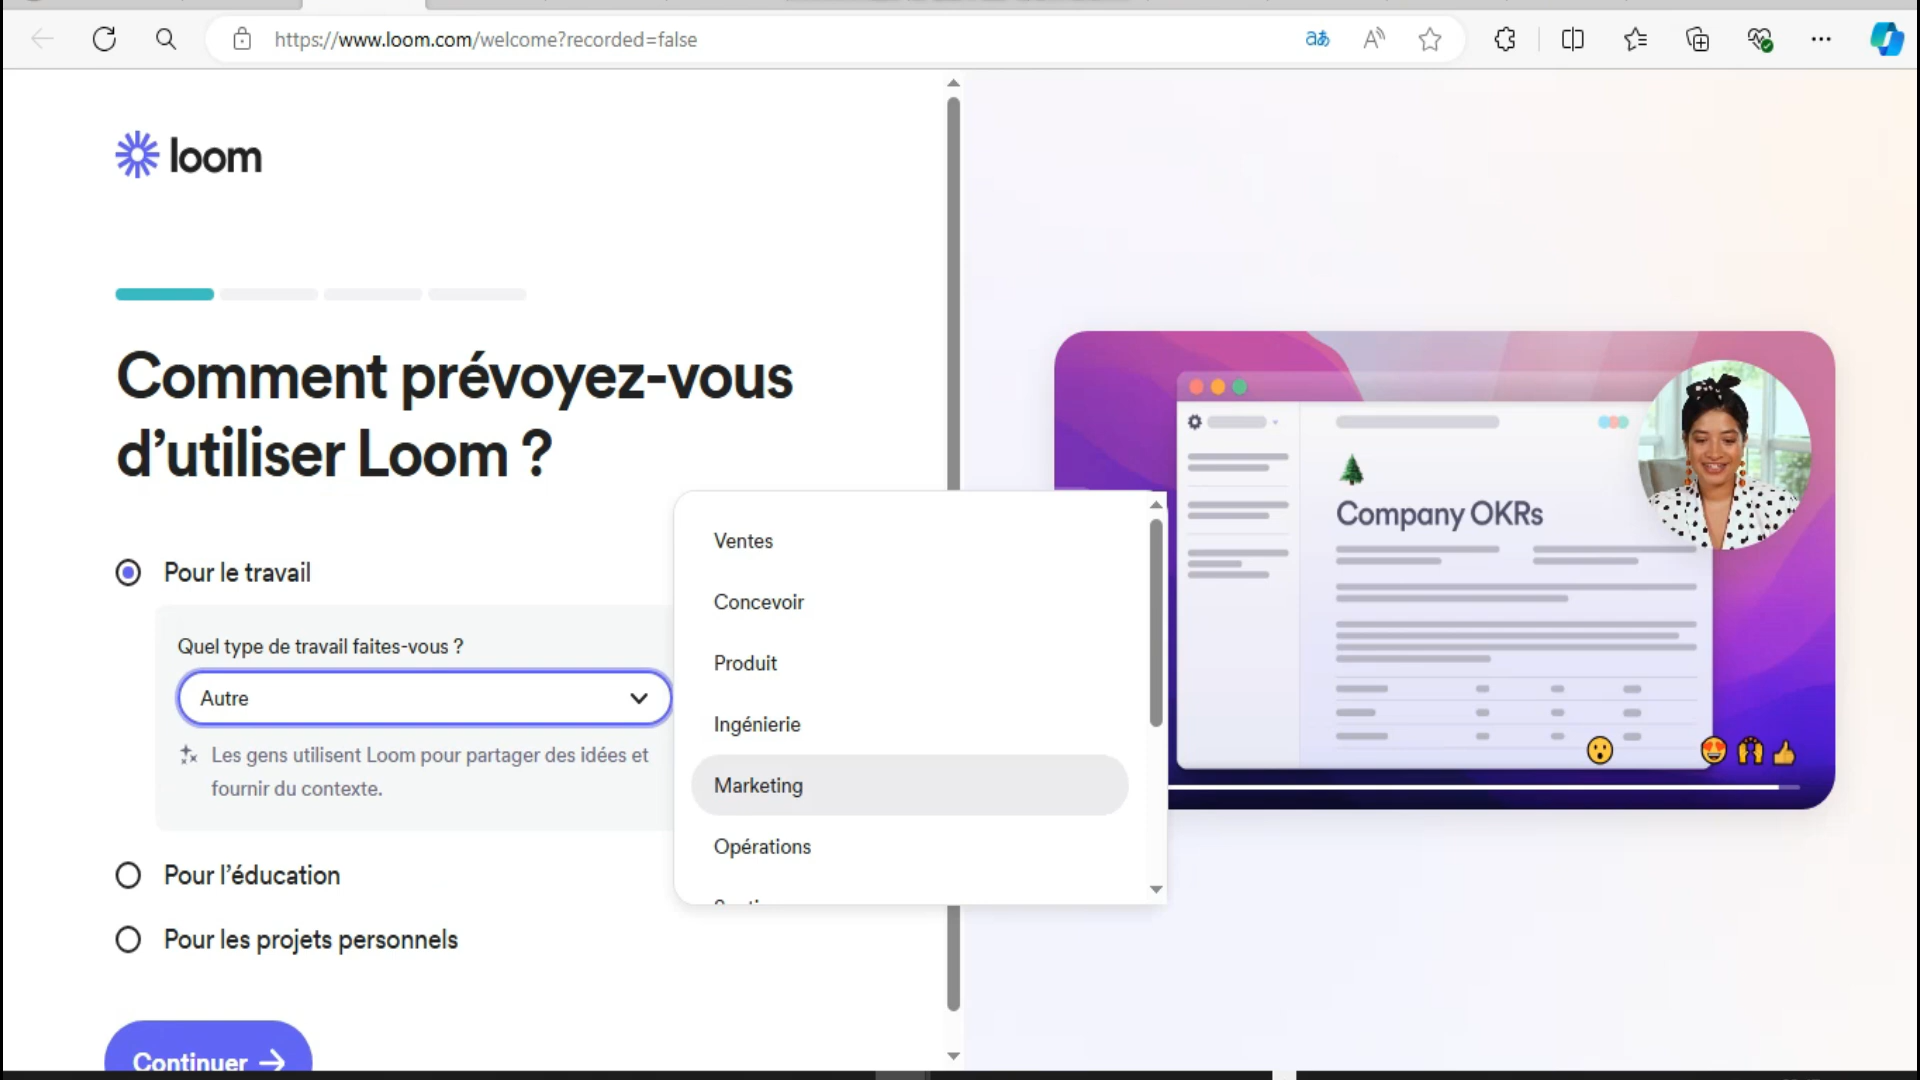 https://www.loom.com/welcome?recorded=false
loom
Comment prévoyez-vous
d’utiliser Loom ?
Pour le travail
Quel type de travail faites-vous ?
Autre
Les gens utilisent Loom pour partager des idées et
fournir du contexte.
Pour l’éducation
Pour les projets personnels
Continuer
Ventes
Concevoir
Produit
Ingénierie
Marketing
Opérations
Company OKRs